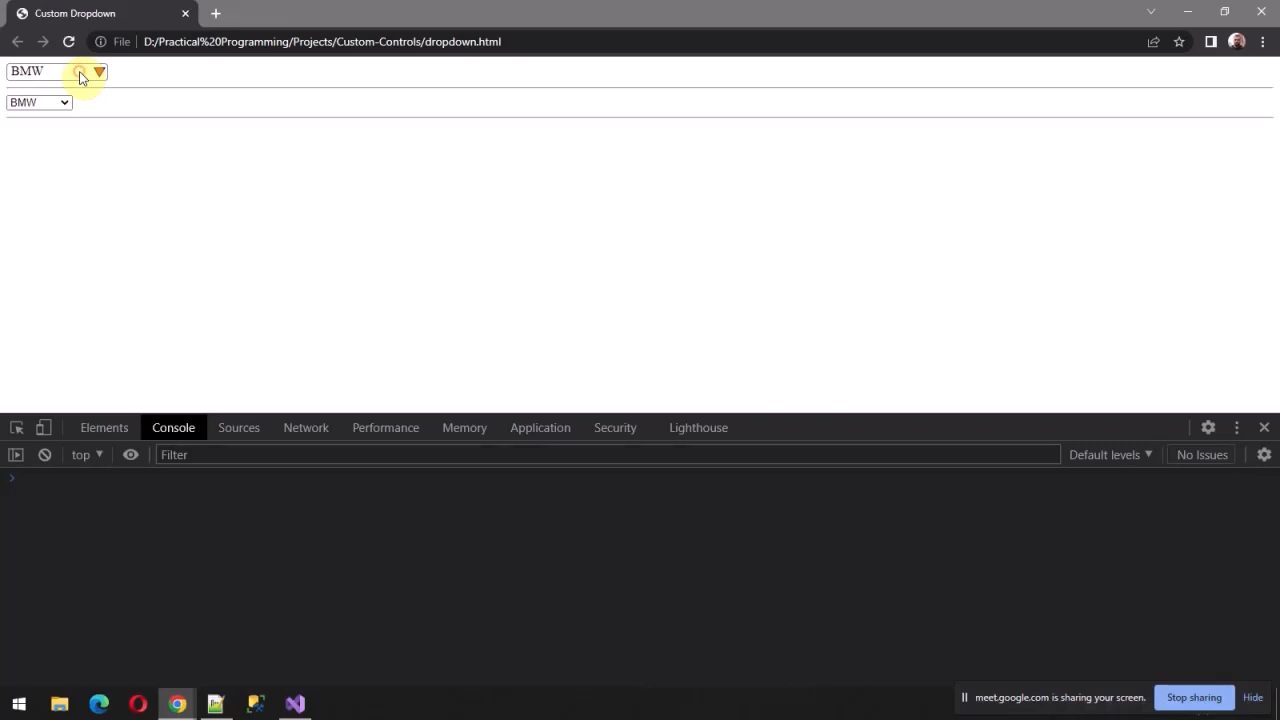 Custom Dropdown
File D:/Practical%20Programming/Projects/Custom-Controls/dropdown.html
BMW
BMW
Elements Console Sources Network Performance Memory Application Security Lighthouse
top Filter Default levels No Issues
meet.google.com is sharing your screen. Stop sharing Hide